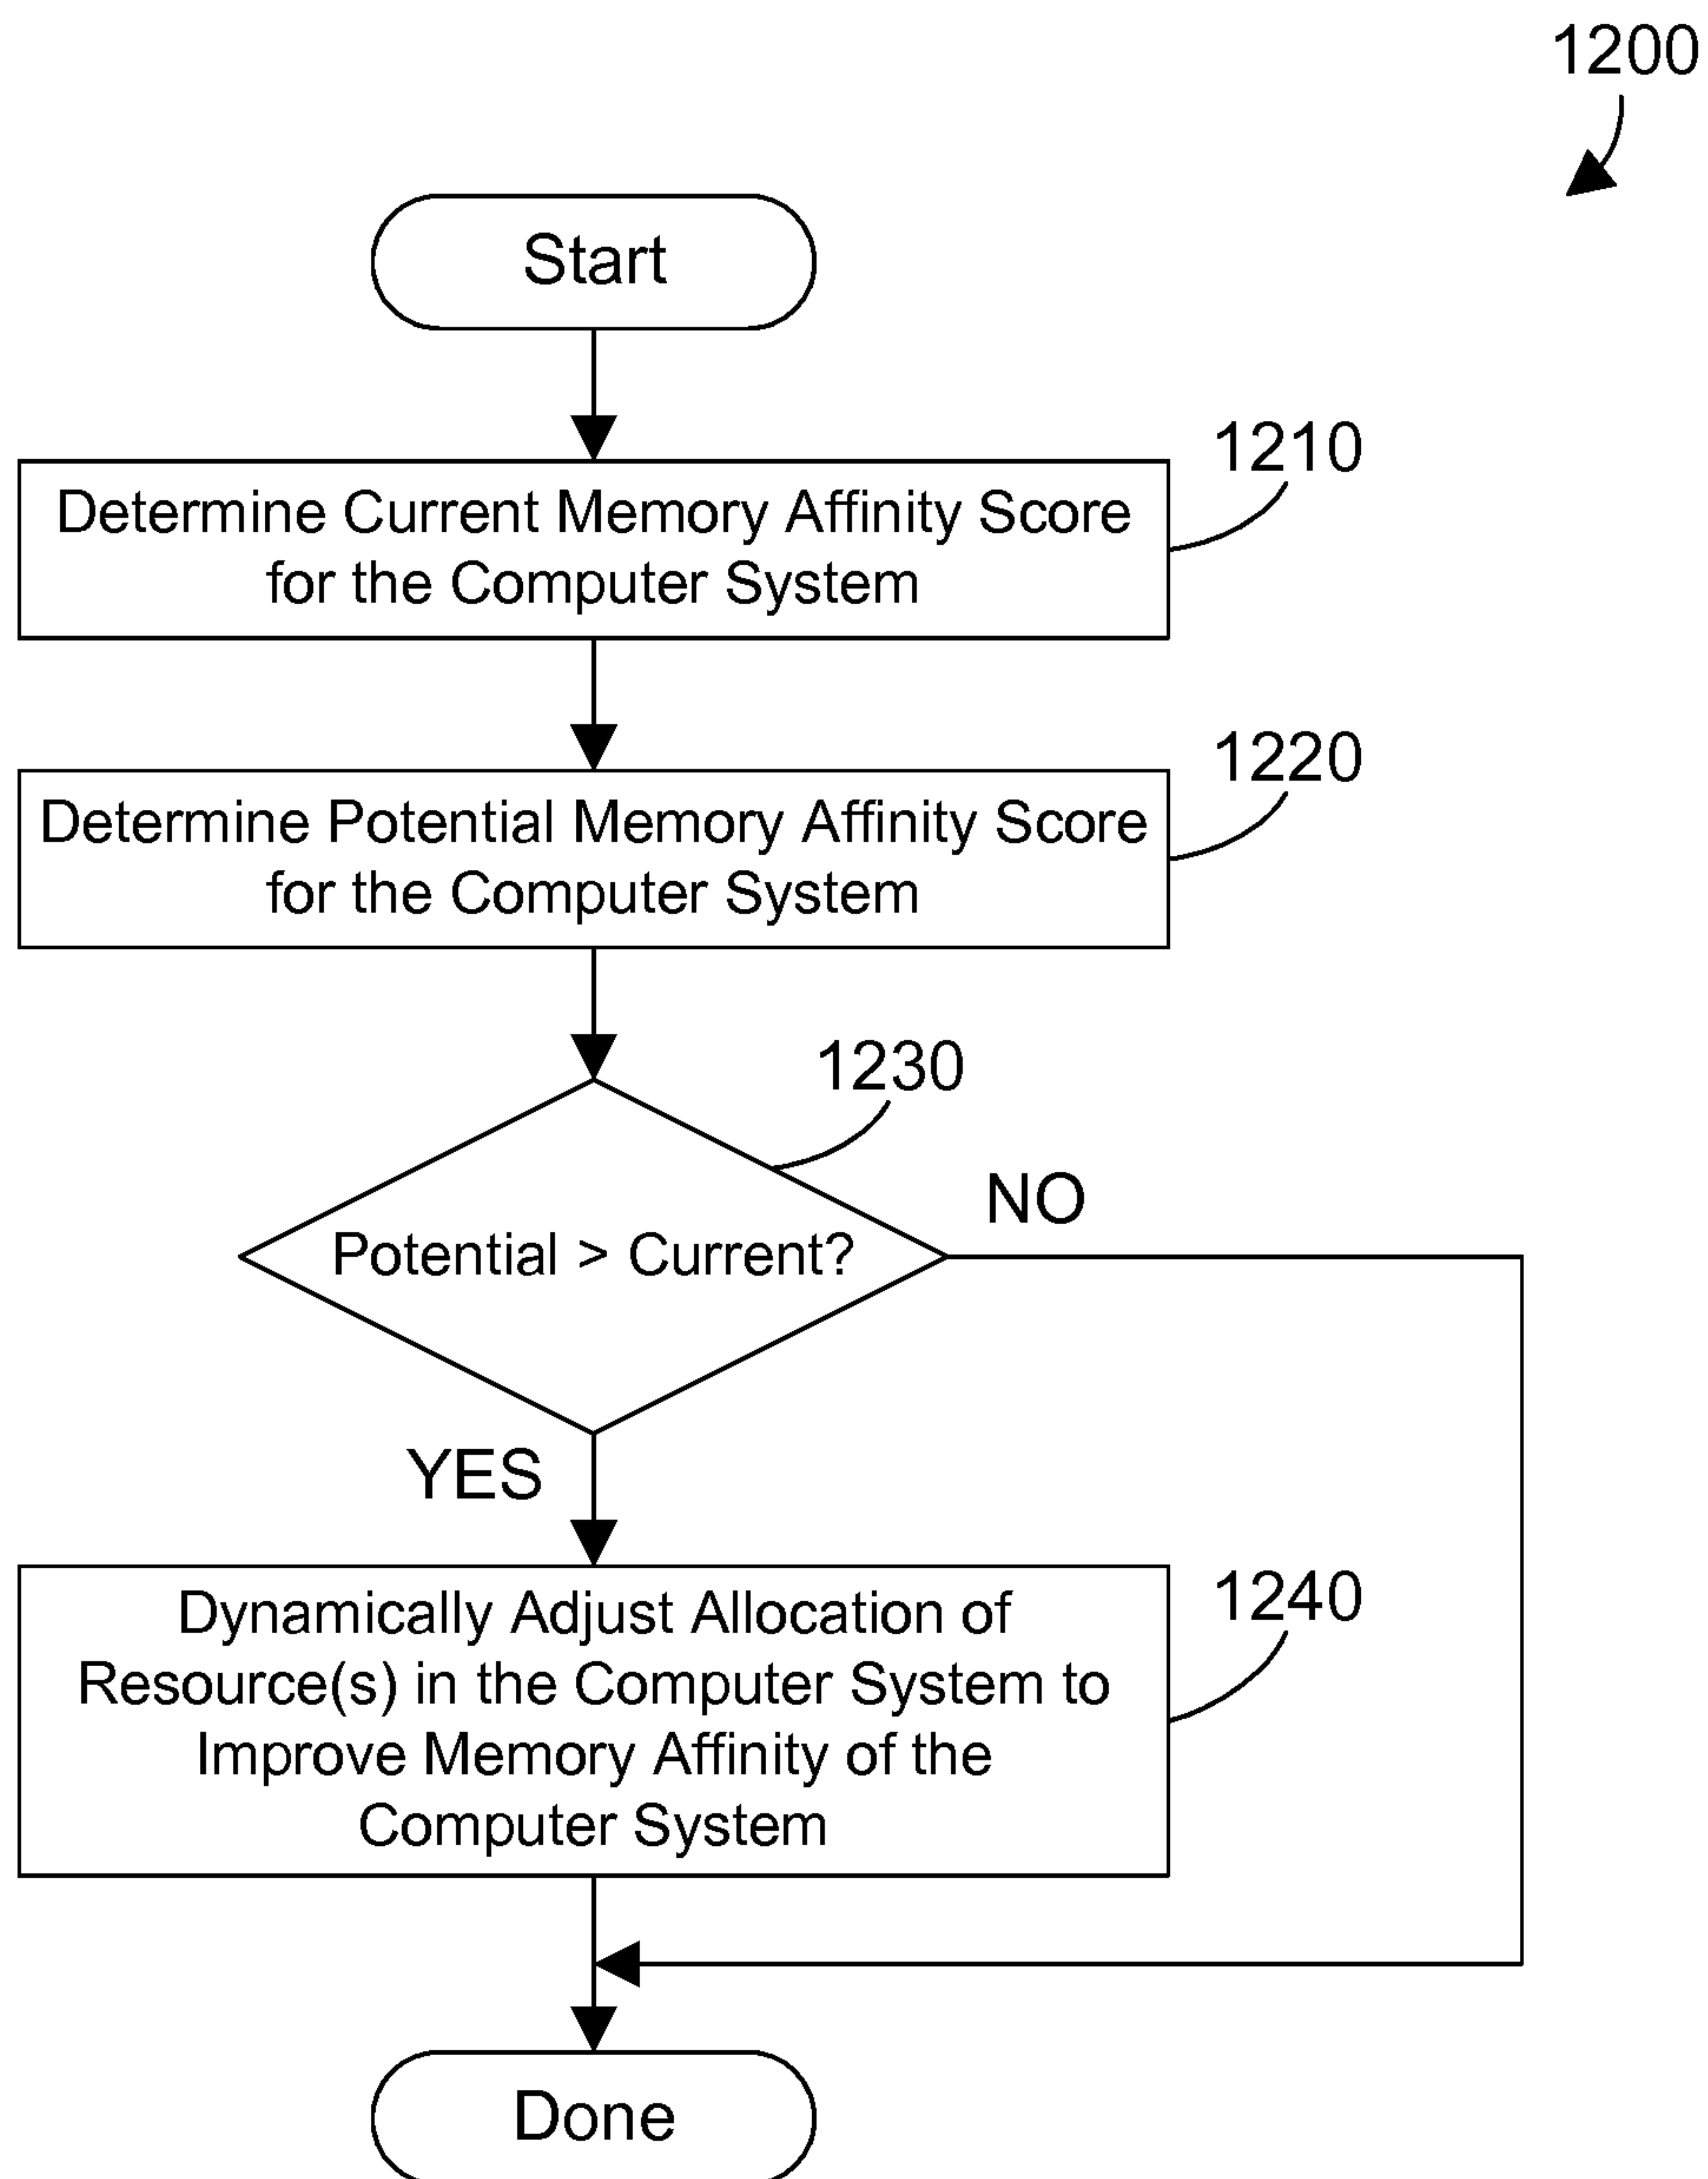 1200
Start
1210
Determine Current Memory Affinity Score
for the Computer System
1220
Determine Potential Memory Affinity Score
for the Computer System
1230
NO
Potential > Current?
YES
1240
Dynamically Adjust Allocation of
Resource(s) in the Computer System to
Improve Memory Affinity of the
Computer System
Done